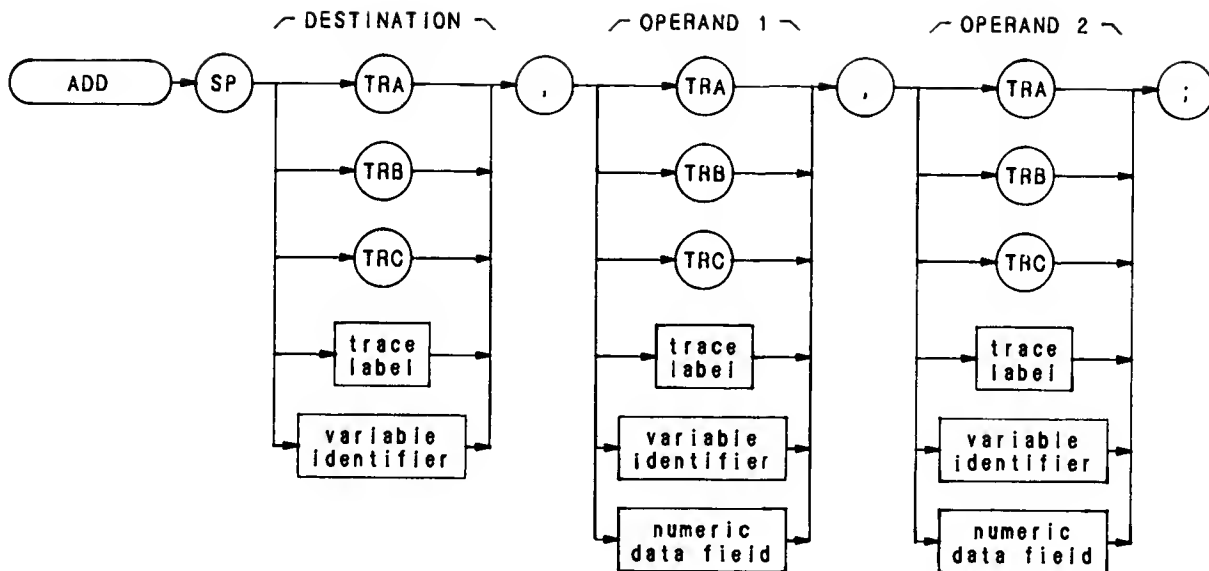 DESTINATION
OPERAND 1
OPERAND 2
ADD
SP
TRA
,
TRA
,
TRA
;
TRB
TRB
TRB
TRC
TRC
TRC
trace
label
trace
label
trace
label
variable
identifier
variable
identifier
variable
identifier
numeric
data field
numeric
data field